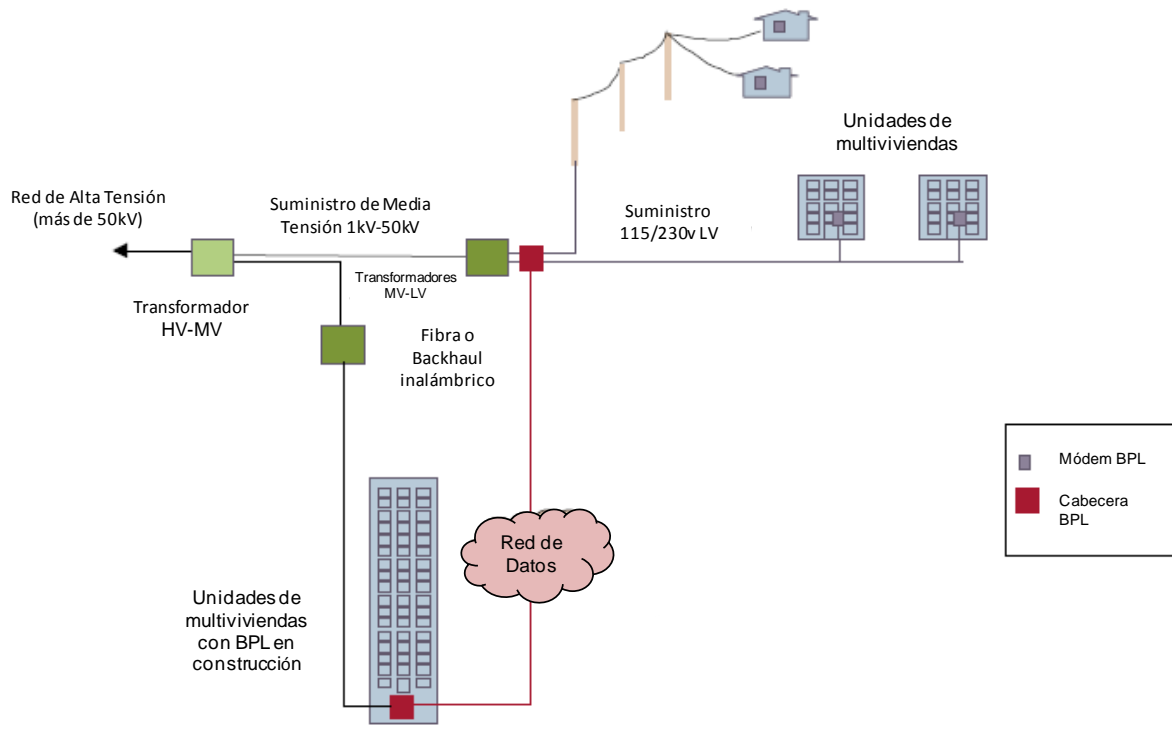 Unidades de
multiviviendas
Red de Alta Tensión
(más de 50kV)
Suministro de Media
Tensión 1kV-50kV
Suministro
115/230v LV
Transformadores
MV-LV
Transformador
HV-MV
Fibra o
Backhaul
inalámbrico
Módem BPL
Cabecera
BPL
Red de
Datos
Unidades de
multiviviendas
con BPL en
construcción